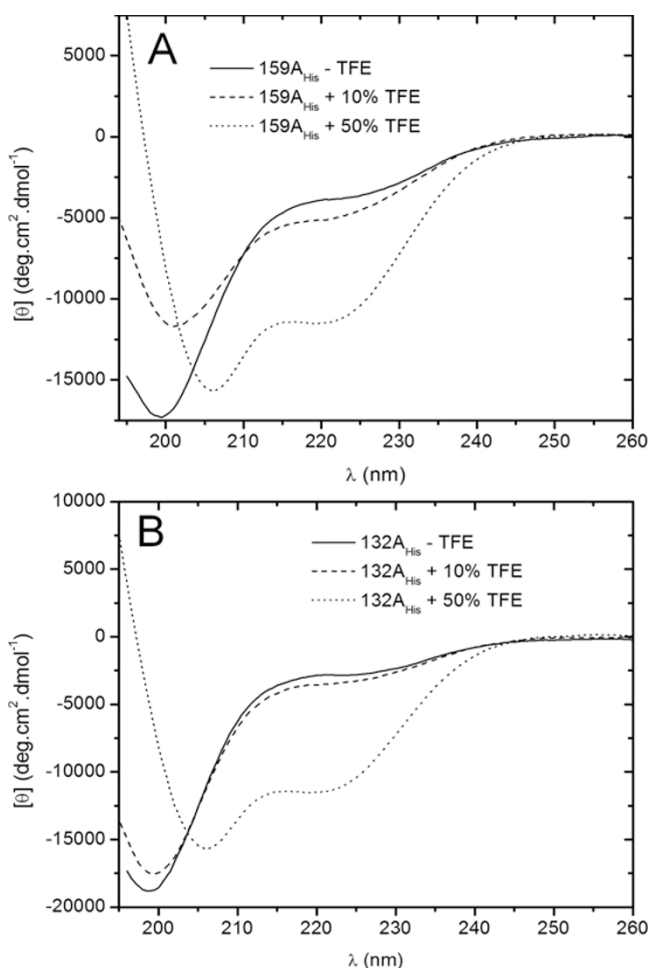 A
159A_His - TFE
159A_His + 10% TFE
159A_His + 50% TFE
[θ] (deg.cm².dmol⁻¹)
5000
0
-5000
-10000
-15000
200 210 220 230 240 250 260
λ (nm)
B
132A_His - TFE
132A_His + 10% TFE
132A_His + 50% TFE
[θ] (deg.cm².dmol⁻¹)
10000
5000
0
-5000
-10000
-15000
-20000
200 210 220 230 240 250 260
λ (nm)